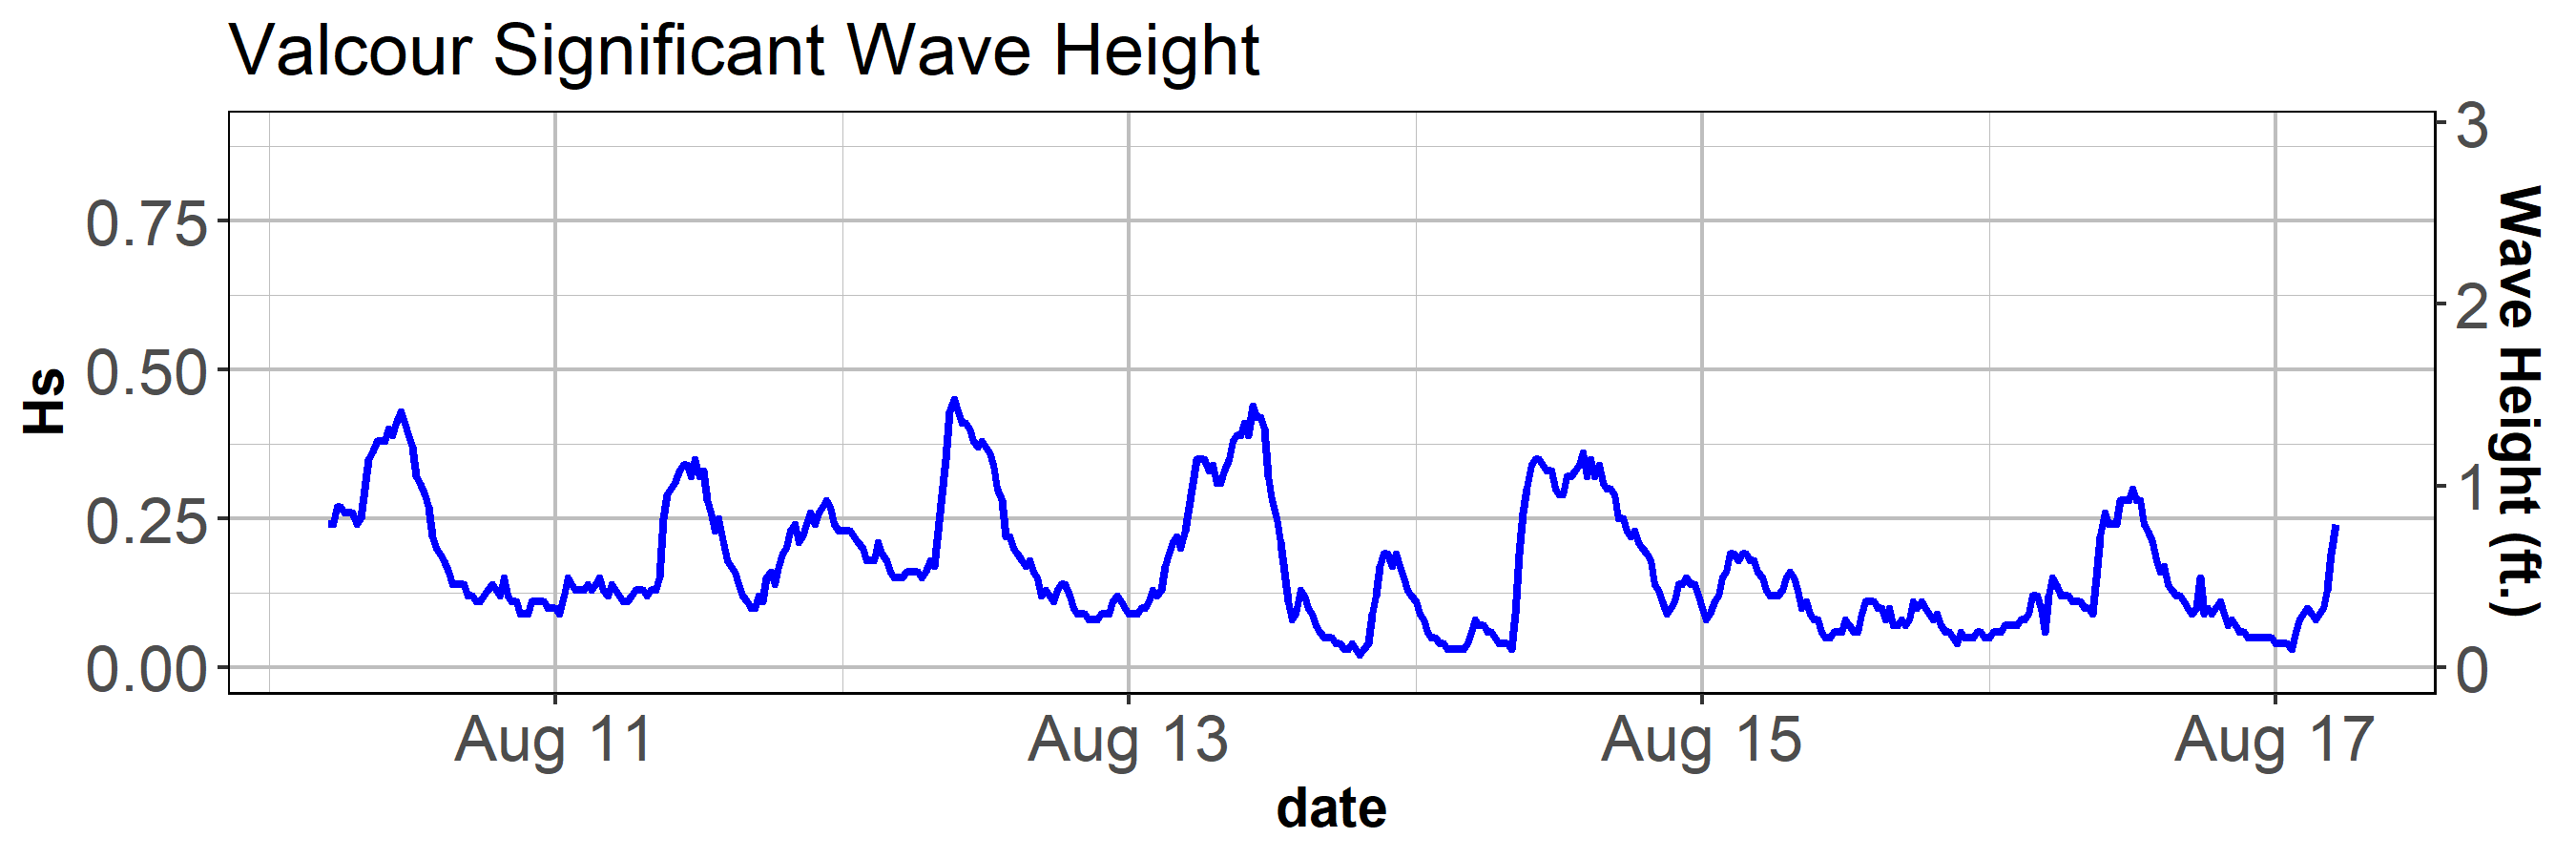 Valcour Significant Wave Height
Hs
0.75
0.50
0.25
0.00
3
2
1
0
Wave Height (ft.)
Aug 11 Aug 13 Aug 15 Aug 17
date